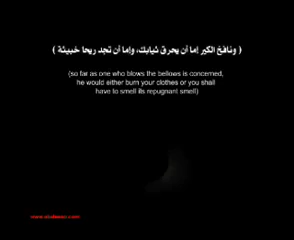 ( ونافخ الكير إما أن يحرق ثيابك، وإما أن تجد ريحا خبيثة )
(so far as one who blows the bellows is concerned,
he would either burn your clothes or you shall
have to smell its repugnant smell)